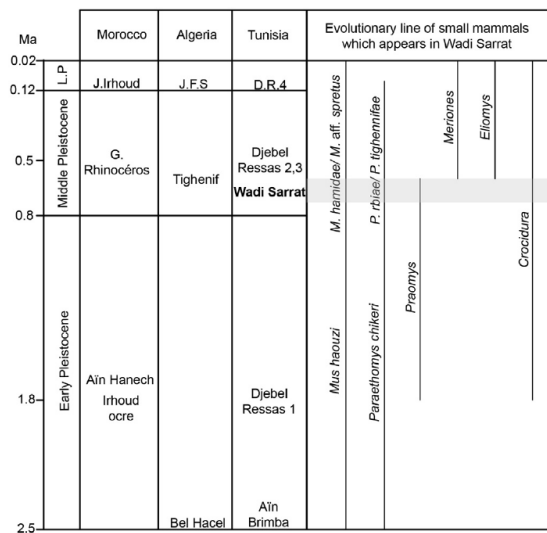 Ma
Morocco
Algeria
Tunisia
Evolutionary line of small mammals
which appears in Wadi Sarrat
0.02
L.P
J.Irhoud
J.F.S
D.R.4
0.12
Middle Pleistocene
0.5
G.
Rhinocéros
Tighenif
Djebel
Ressas 2,3
Wadi Sarrat
0.8
Early Pleistocene
Aïn Hanech
Irhoud
ocre
1.8
Djebel
Ressas 1
Bel Hacel
Aïn
Brimba
2.5
M. hamidae/ M. aff. spretus
Mus haouzi
P. rbiae/ P. tighennifae
Paraethomys chikeri
Praomys
Meriones
Eliomys
Crocidura